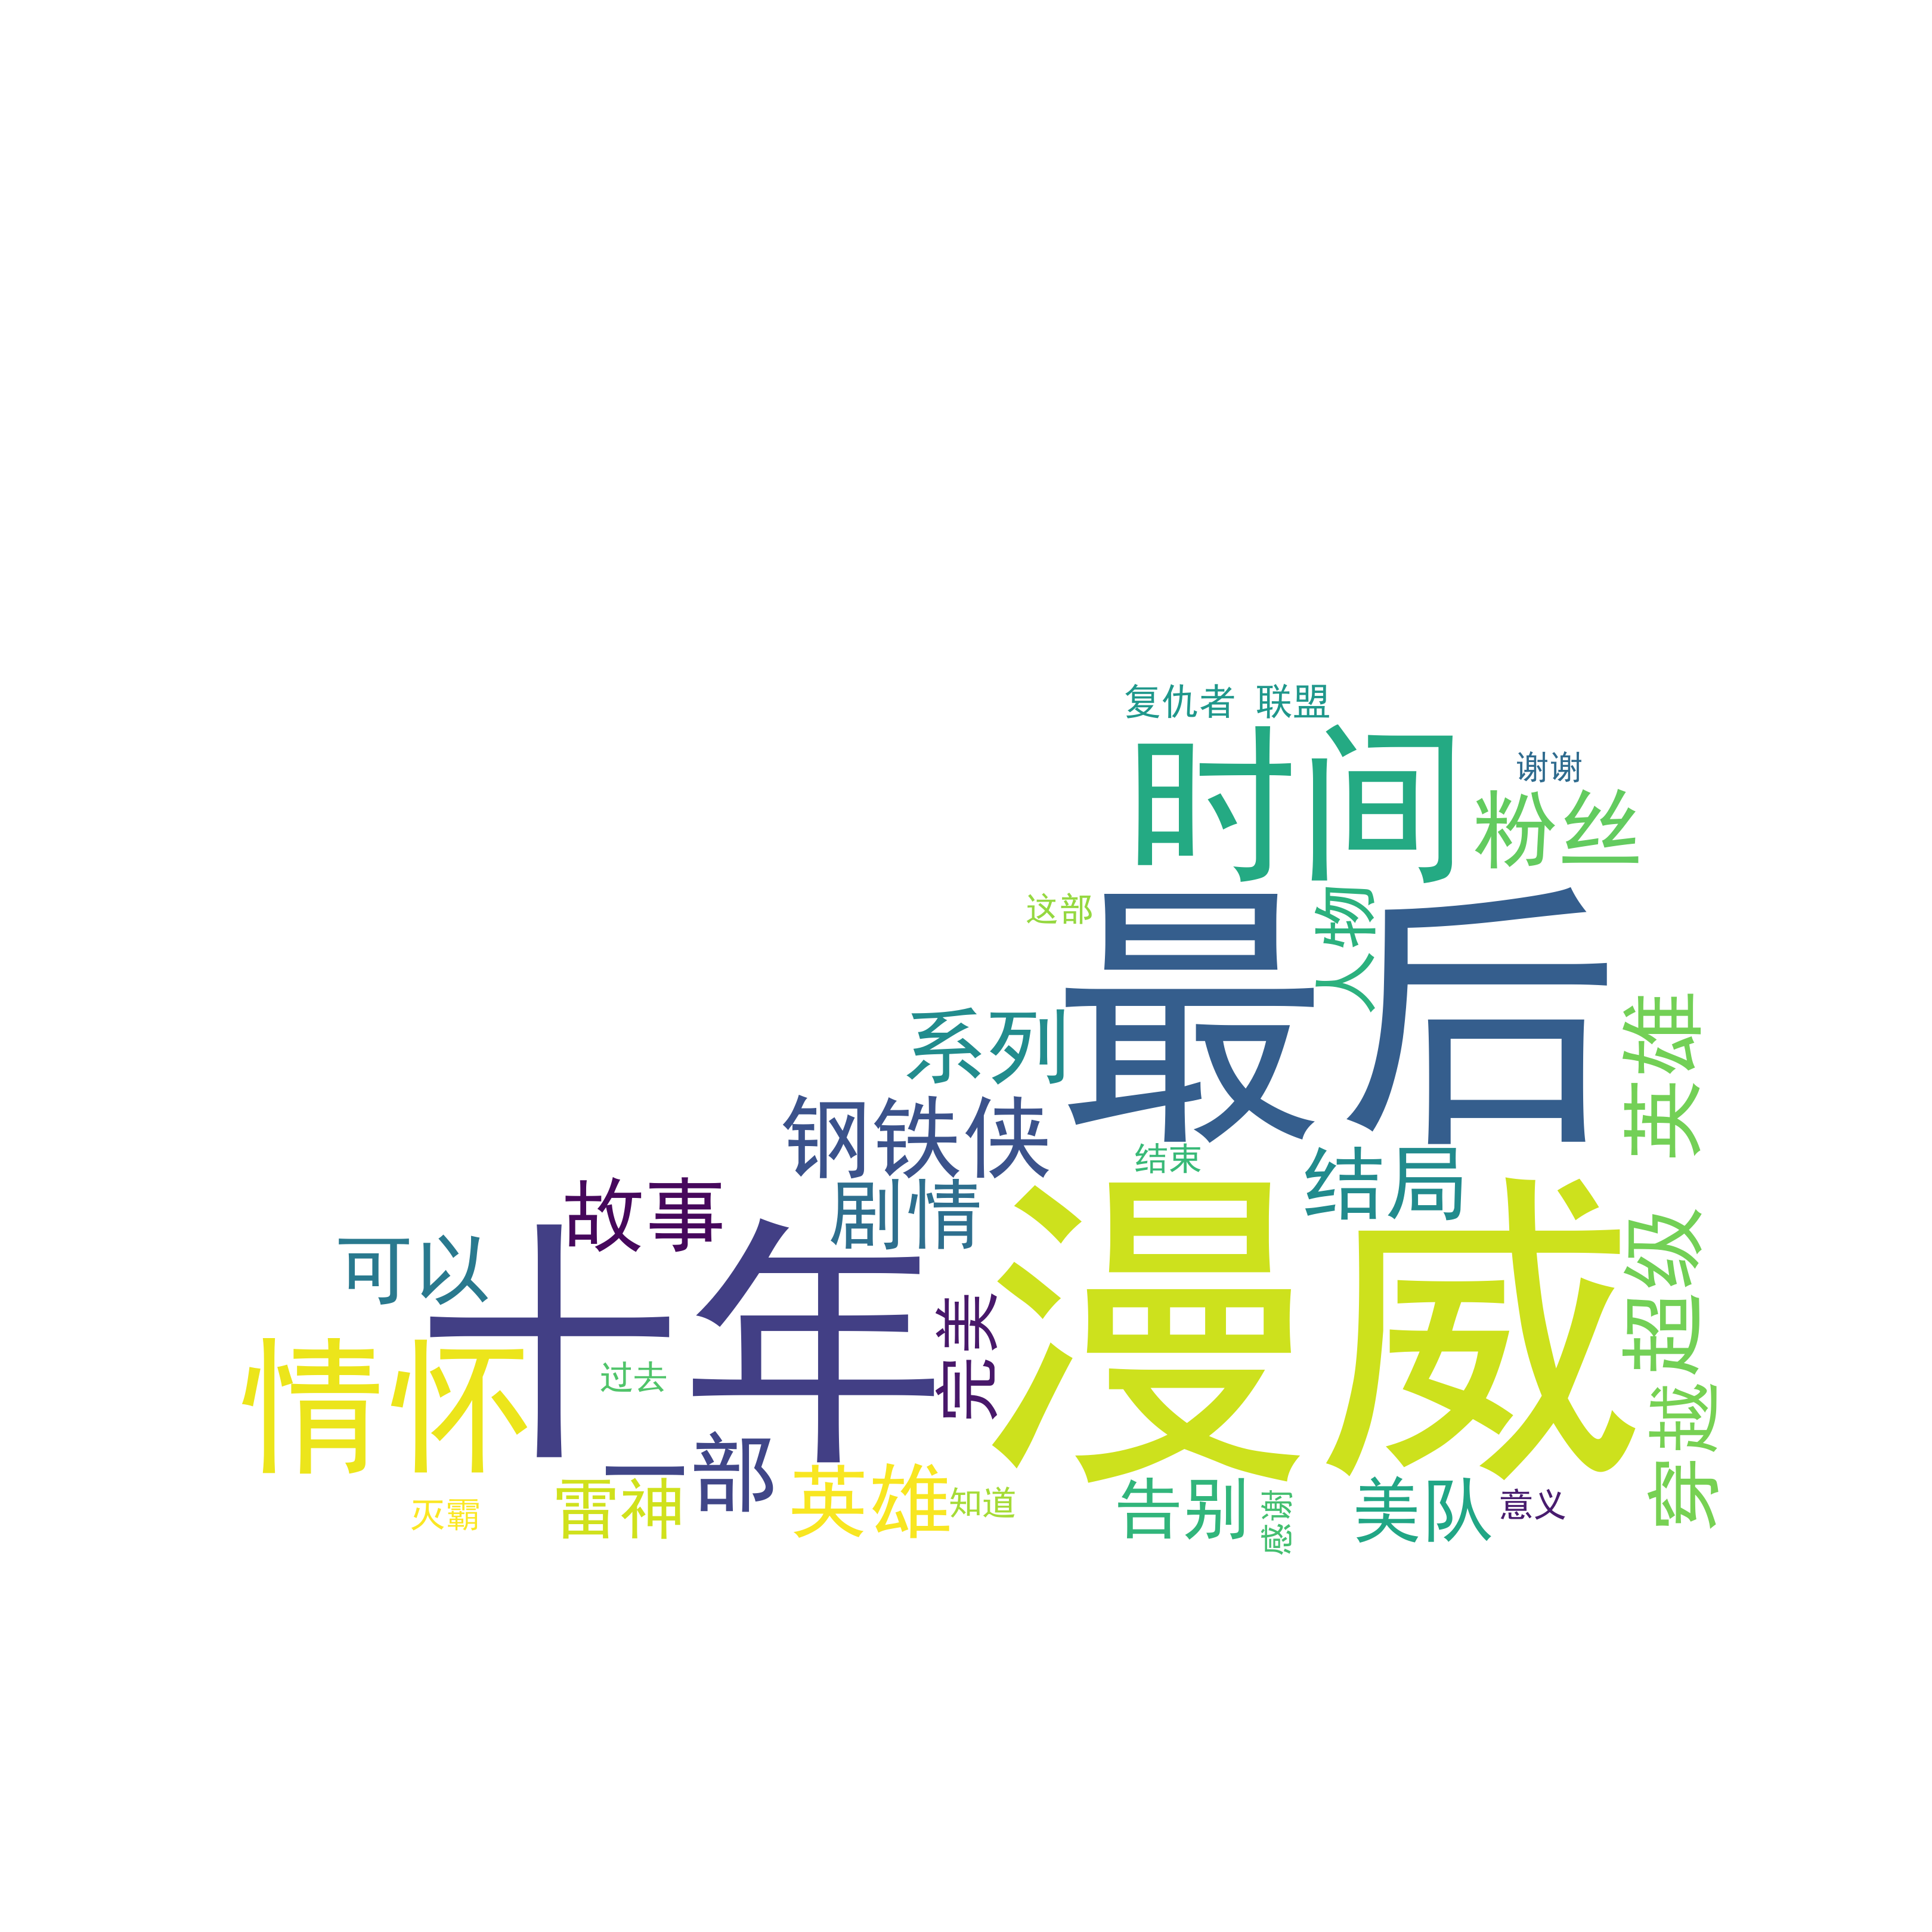 复仇者 联盟
时间
谢谢
粉丝
这部
最后
人物
系列
英雄
钢铁侠
结束
结局
故事
剧情
漫威
超级
可以
十年
完美
情怀
过去
穿越
一部
雷神
英雄
知道
告别
感谢
美队
意义
灭霸